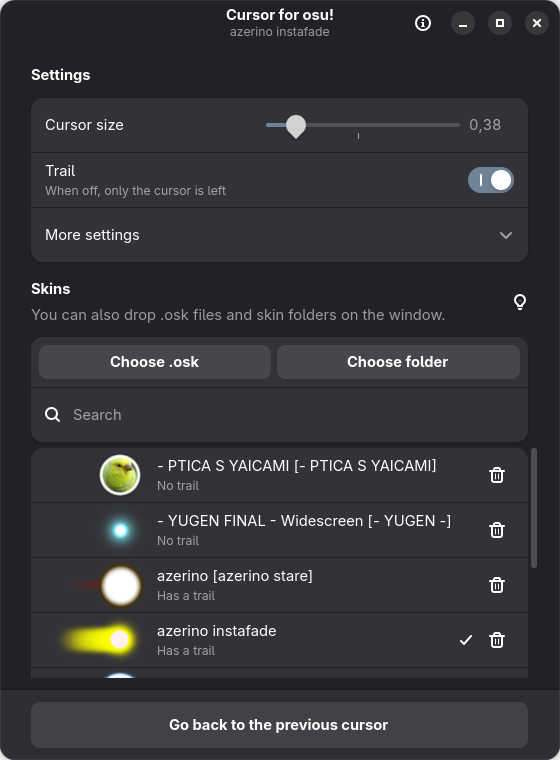 Cursor for osu!
azerino instafade
Settings
Cursor size
0,38
Trail
When off, only the cursor is left
More settings
Skins
You can also drop .osk files and skin folders on the window.
Choose .osk
Choose folder
Search
- PTICA S YAICAMI [- PTICA S YAICAMI]
No trail
- YUGEN FINAL - Widescreen [- YUGEN -]
No trail
azerino [azerino stare]
Has a trail
azerino instafade
Has a trail
Go back to the previous cursor